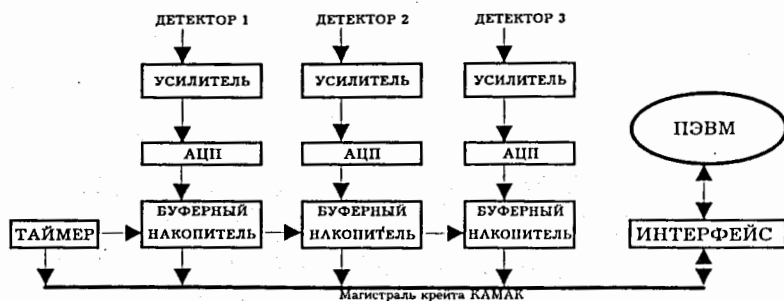 ДЕТЕКТОР 1 ДЕТЕКТОР 2 ДЕТЕКТОР 3
УСИЛИТЕЛЬ УСИЛИТЕЛЬ УСИЛИТЕЛЬ
ПЭВМ
АЦП АЦП АЦП
БУФЕРНЫЙ БУФЕРНЫЙ БУФЕРНЫЙ
ТАЙМЕР НАКОПИТЕЛЬ НАКОПИТЕЛЬ НАКОПИТЕЛЬ ИНТЕРФЕЙС
Магистраль крейта КАМАК